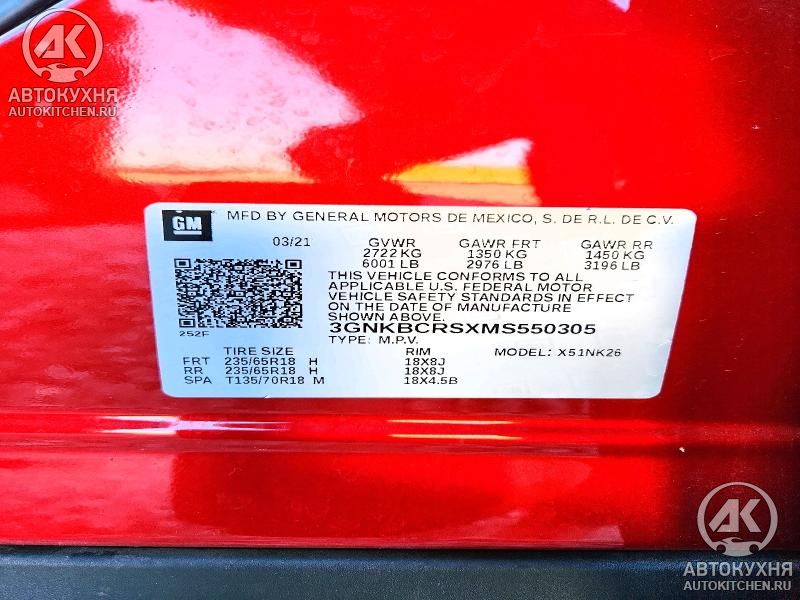 АК
АВТОКУХНЯ
AUTOKITCHEN.RU
GM
MFD BY GENERAL MOTORS DE MEXICO, S. DE R.L. DE C.V.
03/21 GVWR GAWR FRT GAWR RR
2722 KG 1350 KG 1450 KG
6001 LB 2976 LB 3196 LB
THIS VEHICLE CONFORMS TO ALL
APPLICABLE U.S. FEDERAL MOTOR
VEHICLE SAFETY STANDARDS IN EFFECT
ON THE DATE OF MANUFACTURE
SHOWN ABOVE.
252F
3GNKBCRSXMS550305
TYPE: M.P.V. MODEL: X51NK26
TIRE SIZE RIM
FRT 235/65R18 H 18X8J
RR 235/65R18 H 18X8J
SPA T135/70R18 M 18X4.5B
АК
АВТОКУХНЯ
AUTOKITCHEN.RU